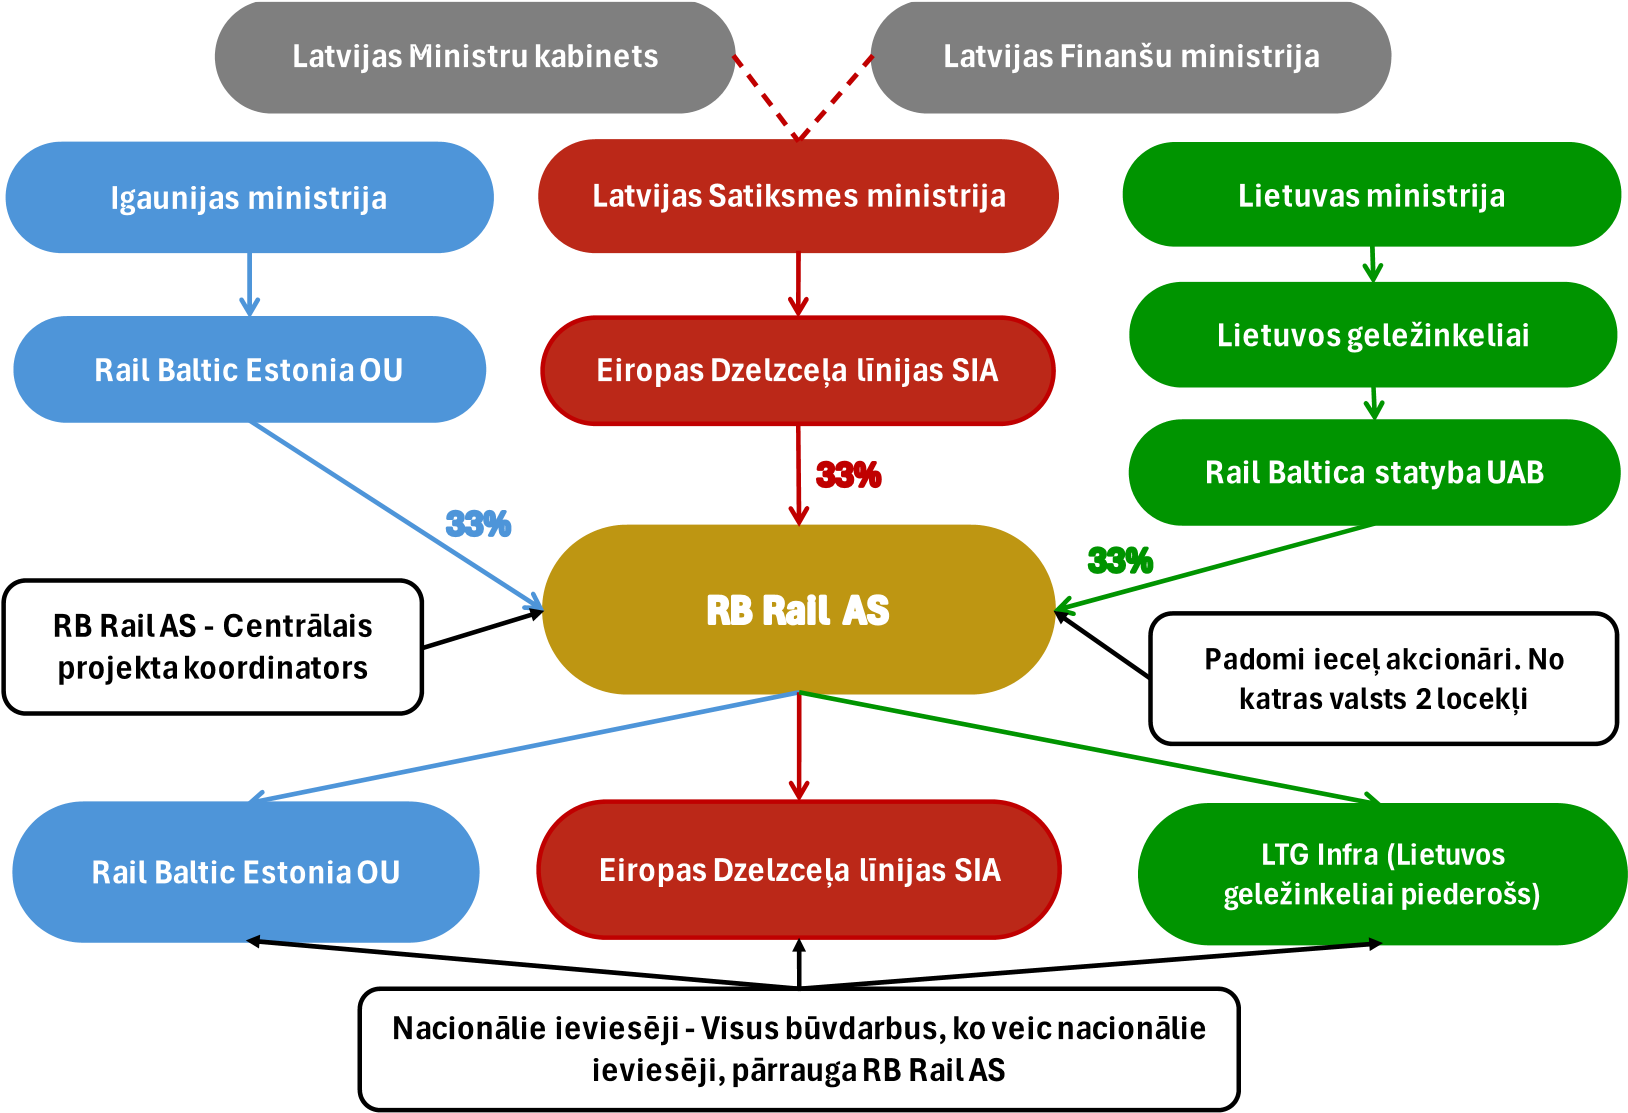 Latvijas Ministru kabinets
Latvijas Finanšu ministrija
Igaunijas ministrija
Latvijas Satiksmes ministrija
Lietuvas ministrija
Rail Baltic Estonia OU
Eiropas Dzelzceļa līnijas SIA
Lietuvos geležinkeliai
Rail Baltica statyba UAB
33%
33%
33%
RB Rail AS
RB Rail AS - Centrālais
projekta koordinators
Padomi ieceļ akcionāri. No
katras valsts 2 locekļi
Rail Baltic Estonia OU
Eiropas Dzelzceļa līnijas SIA
LTG Infra (Lietuvos
geležinkeliai piederošs)
Nacionālie ieviesēji - Visus būvdarbus, ko veic nacionālie
ieviesēji, pārrauga RB Rail AS